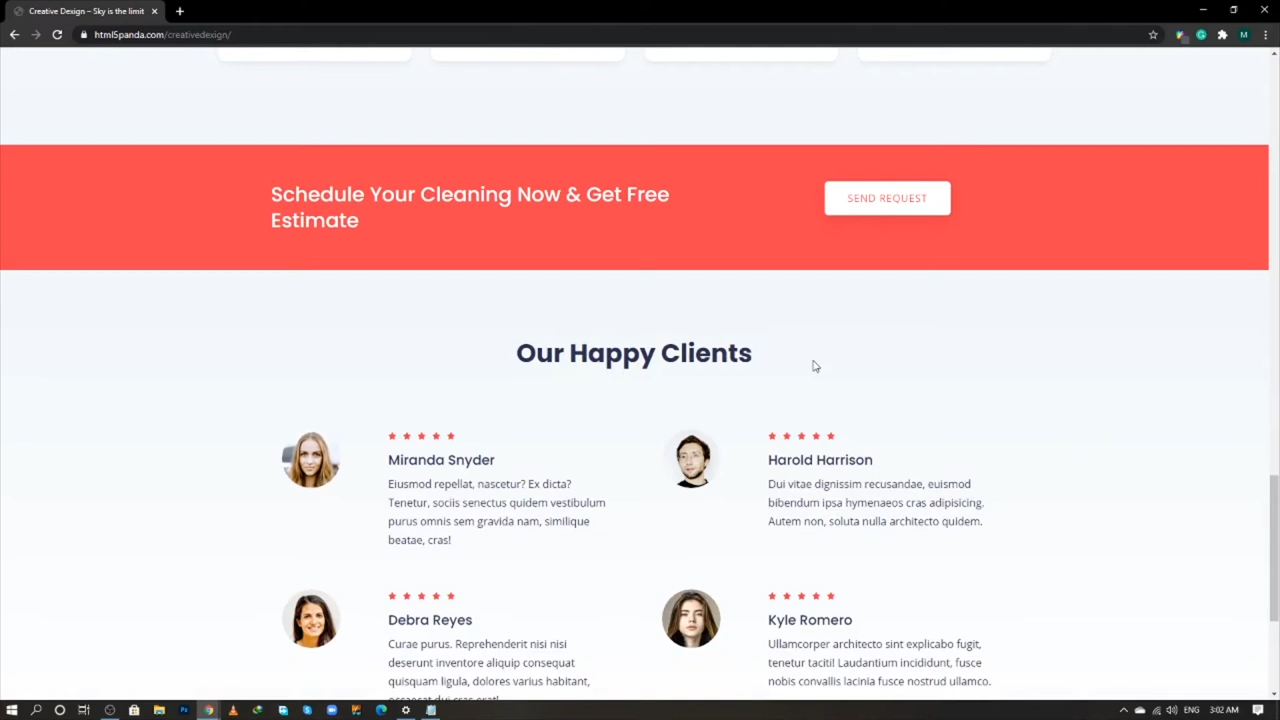 Creative Design – Sky is the limit
html5panda.com/creativedesign/
M
Schedule Your Cleaning Now & Get Free
Estimate
SEND REQUEST
Our Happy Clients
Miranda Snyder
Eiusmod repellat, nascetur? Ex dicta?
Tenetur, sociis senectus quidem vestibulum
purus omnis sem gravida nam, similique
beatae, cras!
Harold Harrison
Dui vitae dignissim recusandae, euismod
bibendum ipsa hymenaeos cras adipisicing.
Autem non, soluta nulla architecto quidem.
Debra Reyes
Curae purus. Reprehenderit nisi nisi
deserunt inventore aliquip consequat
quisquam ligula, dolores varius habitant,
occaecat dui cras erat!
Kyle Romero
Ullamcorper architecto sint explicabo fugit,
tenetur taciti! Laudantium incididunt, fusce
nobis convallis lacinia fusce nostrud ullamco.
ENG
3:02 AM